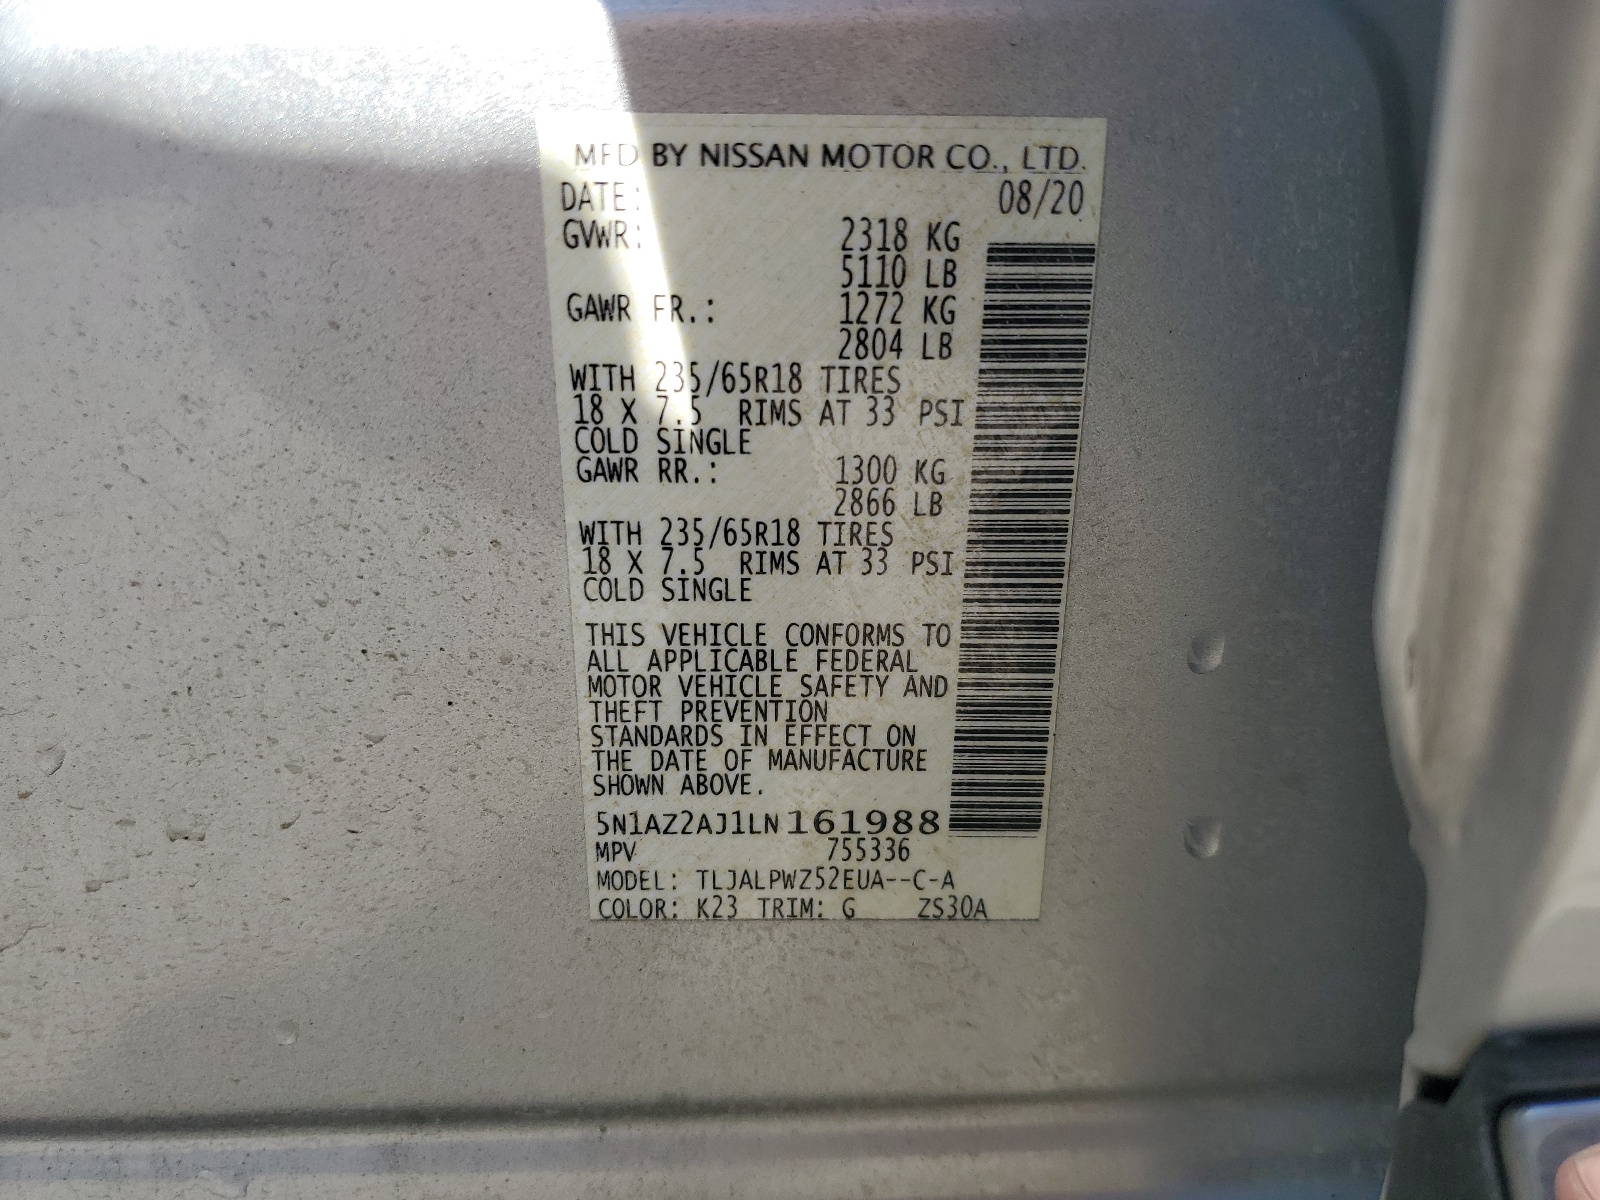 MFD BY NISSAN MOTOR CO., LTD.
DATE: 08/20
GVWR: 2318 KG
5110 LB
GAWR FR.: 1272 KG
2804 LB
WITH 235/65R18 TIRES
18 X 7.5 RIMS AT 33 PSI
COLD SINGLE
GAWR RR.: 1300 KG
2866 LB
WITH 235/65R18 TIRES
18 X 7.5 RIMS AT 33 PSI
COLD SINGLE
THIS VEHICLE CONFORMS TO
ALL APPLICABLE FEDERAL
MOTOR VEHICLE SAFETY AND
THEFT PREVENTION
STANDARDS IN EFFECT ON
THE DATE OF MANUFACTURE
SHOWN ABOVE.
5N1AZ2AJ1LN161988
MPV 755336
MODEL: TLJALPWZ52EUA--C-A
COLOR: K23 TRIM: G ZS30A